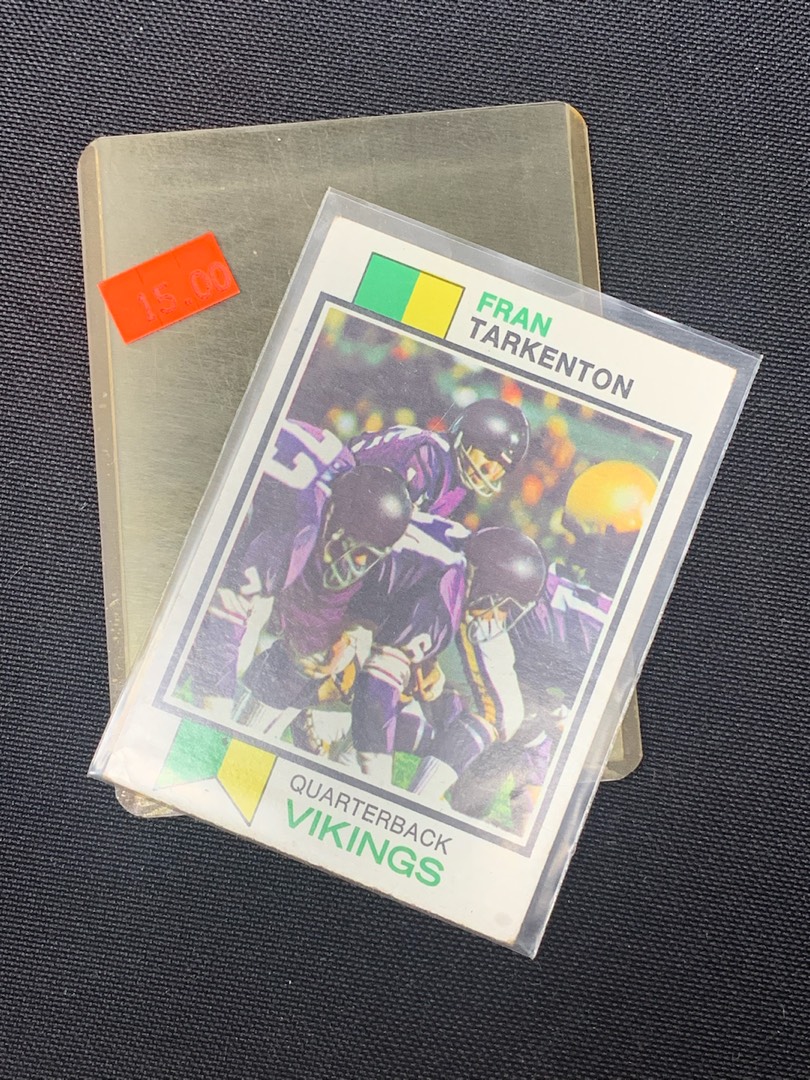 15.00
FRAN
TARKENTON
QUARTERBACK
VIKINGS